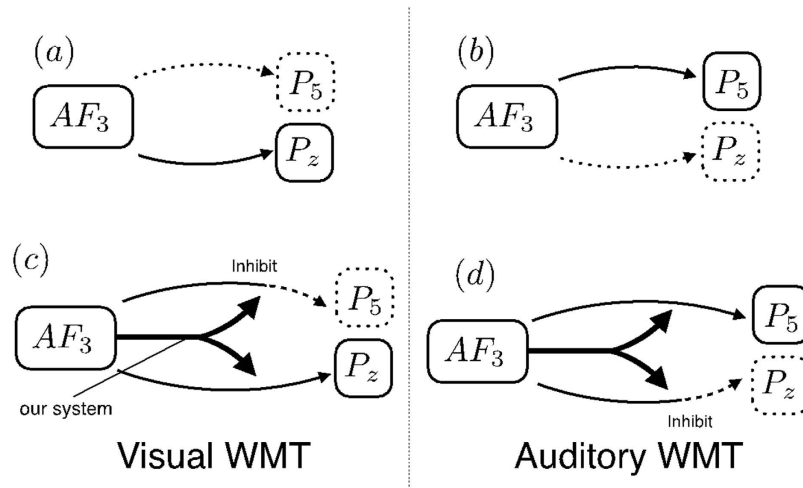 (a)
AF3
P5
Pz
(b)
AF3
P5
Pz
(c)
Inhibit
AF3
P5
Pz
our system
(d)
AF3
P5
Pz
Inhibit
Visual WMT
Auditory WMT